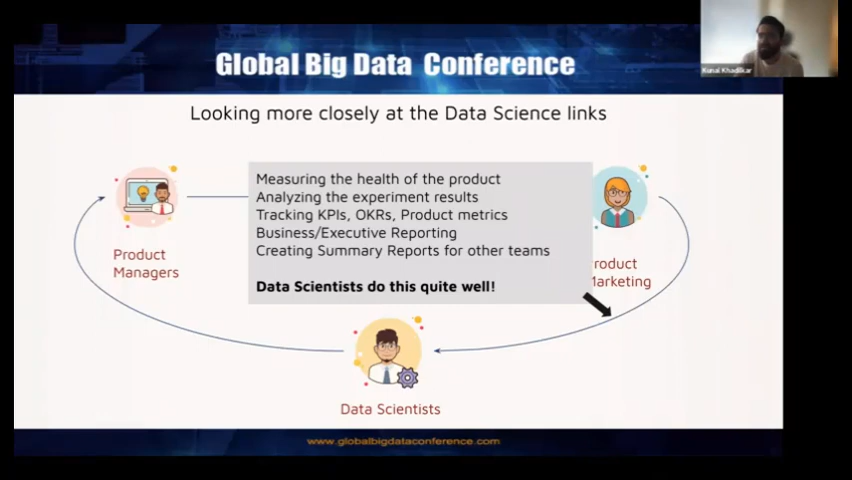 Global Big Data Conference
Kunal Khadilkar
Looking more closely at the Data Science links
Measuring the health of the product
Analyzing the experiment results
Tracking KPIs, OKRs, Product metrics
Business/Executive Reporting
Creating Summary Reports for other teams
Data Scientists do this quite well!
Product
Managers
roduct
arketing
Data Scientists
www.globalbigdataconference.com